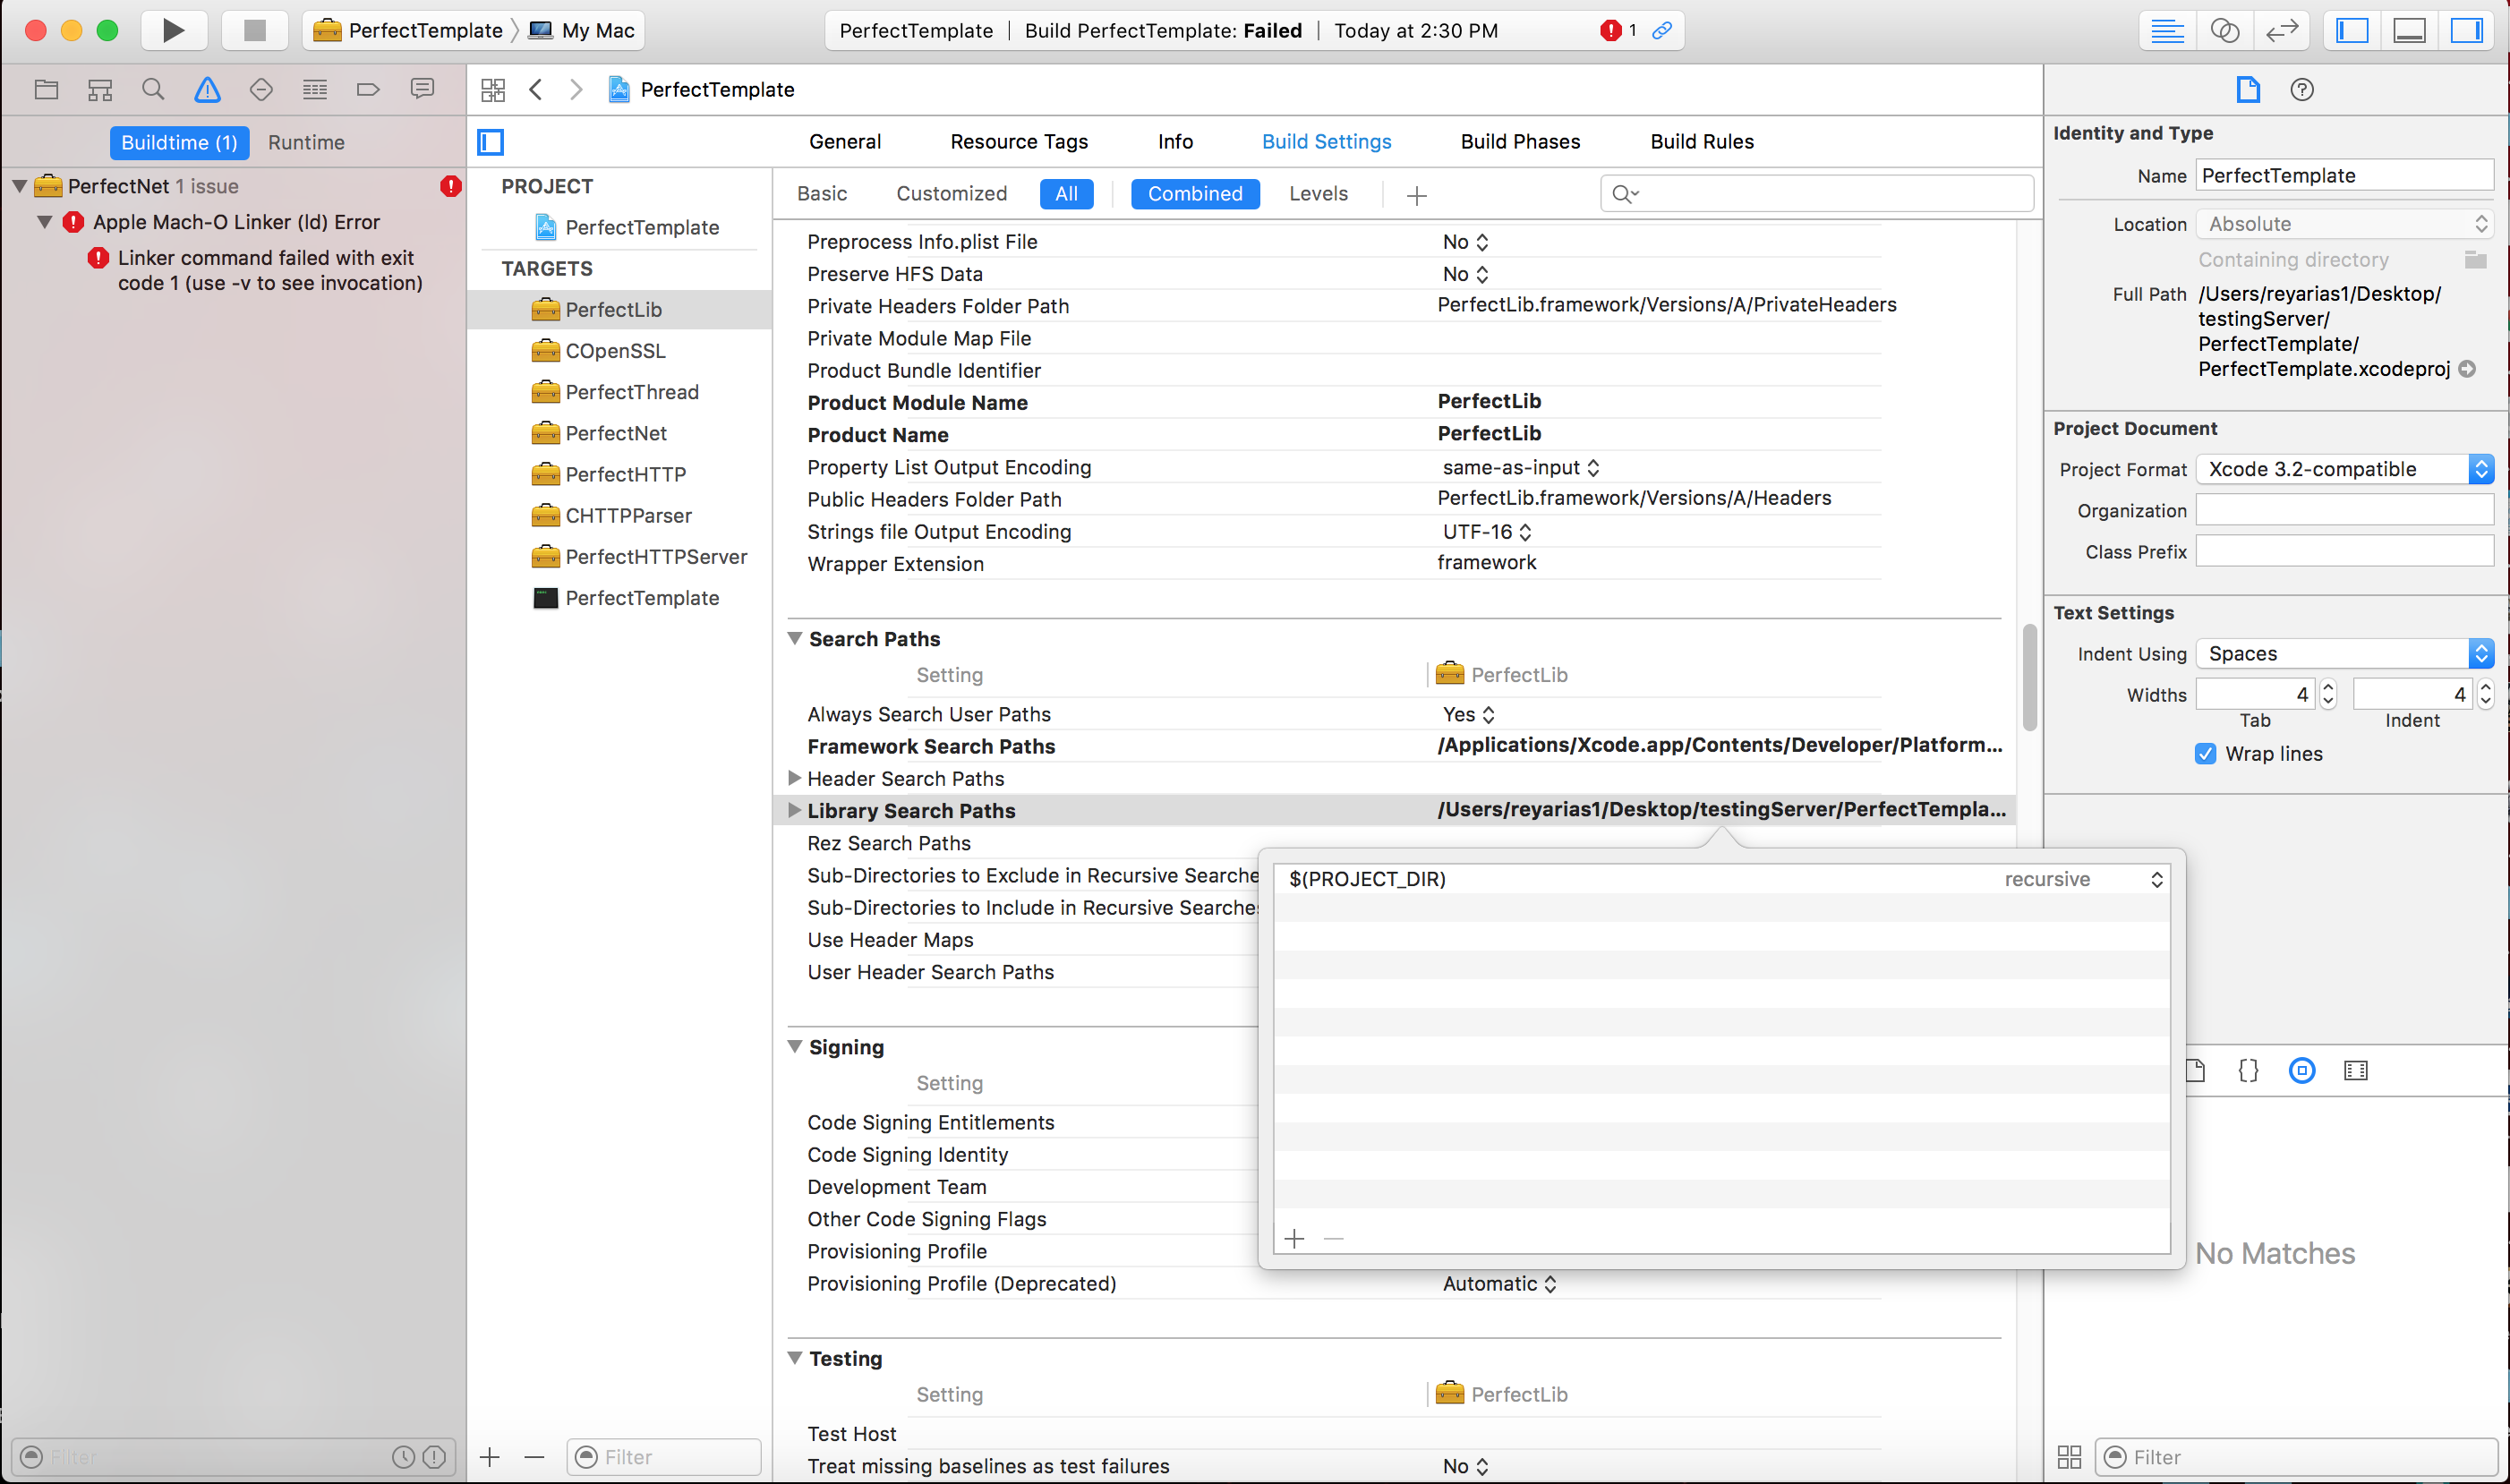 PerfectTemplate My Mac
PerfectTemplate | Build PerfectTemplate: Failed | Today at 2:30 PM 1
PerfectTemplate
Buildtime (1) Runtime
PerfectNet 1 issue
Apple Mach-O Linker (ld) Error
Linker command failed with exit
code 1 (use -v to see invocation)
Filter
General Resource Tags Info Build Settings Build Phases Build Rules
PROJECT
PerfectTemplate
TARGETS
PerfectLib
COpenSSL
PerfectThread
PerfectNet
PerfectHTTP
CHTTPParser
PerfectHTTPServer
PerfectTemplate
Filter
Basic Customized All Combined Levels
Preprocess Info.plist File No
Preserve HFS Data No
Private Headers Folder Path PerfectLib.framework/Versions/A/PrivateHeaders
Private Module Map File
Product Bundle Identifier
Product Module Name PerfectLib
Product Name PerfectLib
Property List Output Encoding same-as-input
Public Headers Folder Path PerfectLib.framework/Versions/A/Headers
Strings file Output Encoding UTF-16
Wrapper Extension framework
Search Paths
Setting PerfectLib
Always Search User Paths Yes
Framework Search Paths /Applications/Xcode.app/Contents/Developer/Platform...
Header Search Paths
Library Search Paths /Users/reyarias1/Desktop/testingServer/PerfectTempla...
Rez Search Paths
Sub-Directories to Exclude in Recursive Searche
Sub-Directories to Include in Recursive Searches
Use Header Maps
User Header Search Paths
$(PROJECT_DIR) recursive
Signing
Setting
Code Signing Entitlements
Code Signing Identity
Development Team
Other Code Signing Flags
Provisioning Profile
Provisioning Profile (Deprecated) Automatic
Testing
Setting PerfectLib
Test Host
Treat missing baselines as test failures No
Identity and Type
Name PerfectTemplate
Location Absolute
Containing directory
Full Path /Users/reyarias1/Desktop/
testingServer/
PerfectTemplate/
PerfectTemplate.xcodeproj
Project Document
Project Format Xcode 3.2-compatible
Organization
Class Prefix
Text Settings
Indent Using Spaces
Widths 4 4
Tab Indent
Wrap lines
No Matches
Filter